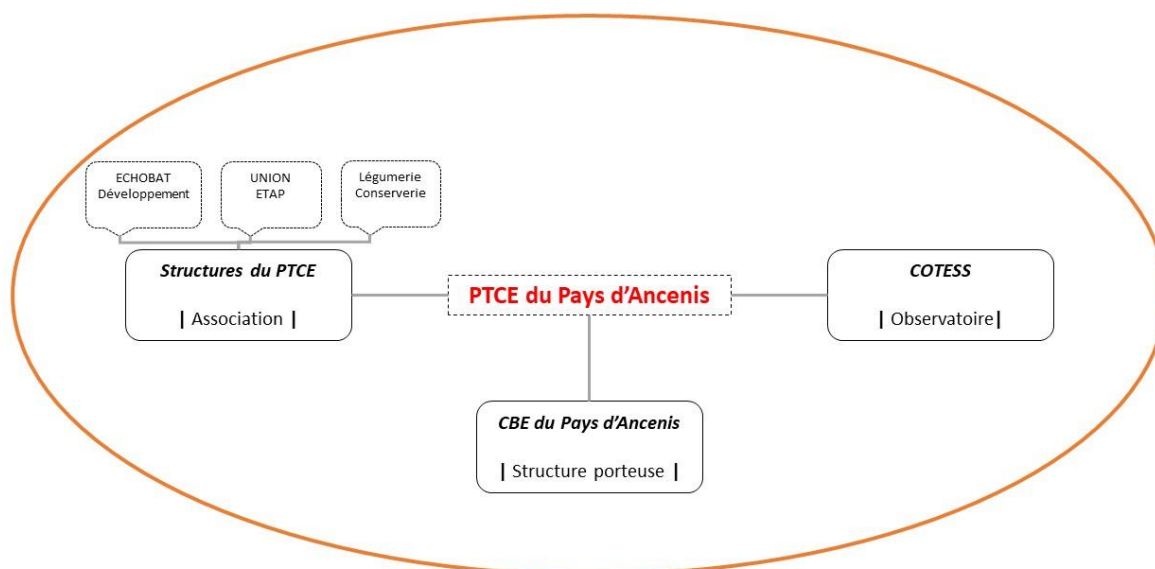 ECHOBAT
Développement
UNION
ETAP
Légumerie
Conserverie
Structures du PTCE
| Association |
PTCE du Pays d’Ancenis
COTESS
| Observatoire|
CBE du Pays d’Ancenis
| Structure porteuse |